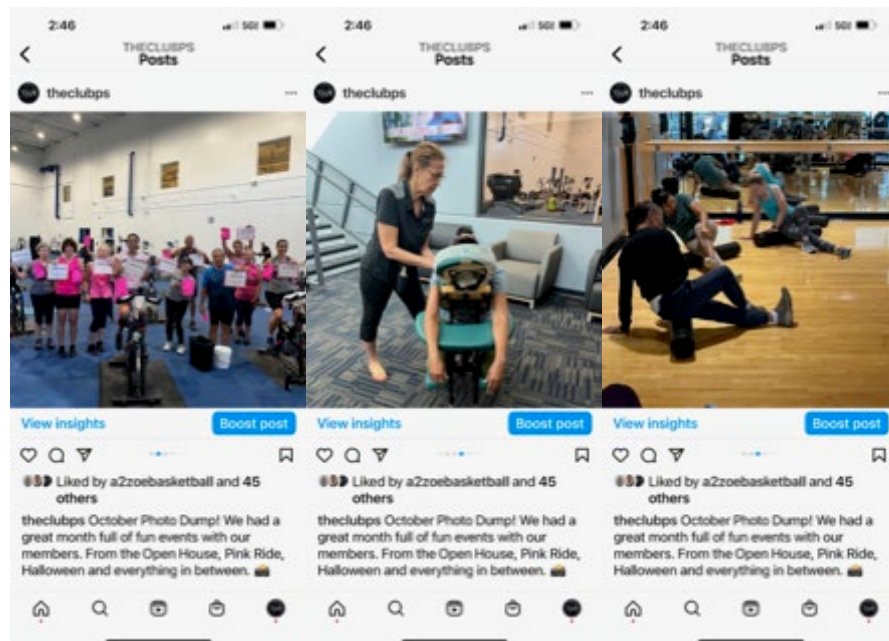 2:46
5GE
THECLUBPS
Posts
theclubps
View insights
Boost post
Liked by a2zoebasketball and 45
others
theclubps October Photo Dump! We had a
great month full of fun events with our
members. From the Open House, Pink Ride,
Halloween and everything in between.
2:46
5GE
THECLUBPS
Posts
theclubps
View insights
Boost post
Liked by a2zoebasketball and 45
others
theclubps October Photo Dump! We had a
great month full of fun events with our
members. From the Open House, Pink Ride,
Halloween and everything in between.
2:46
5GE
THECLUBPS
Posts
theclubps
View insights
Boost post
Liked by a2zoebasketball and 45
others
theclubps October Photo Dump! We had a
great month full of fun events with our
members. From the Open House, Pink Ride,
Halloween and everything in between.